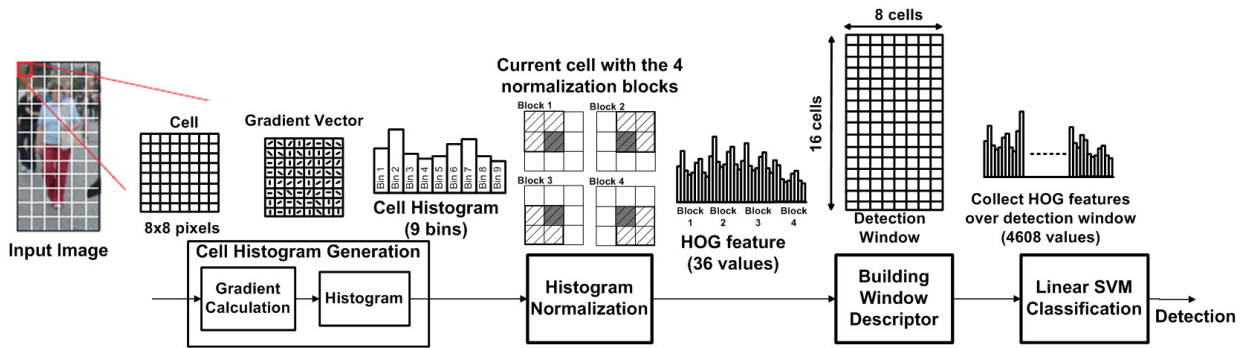 Input Image
Cell
8x8 pixels
Gradient Vector
Bin 1
Bin 2
Bin 3
Bin 4
Bin 5
Bin 6
Bin 7
Bin 8
Bin 9
Cell Histogram
(9 bins)
Current cell with the 4
normalization blocks
Block 1
Block 2
Block 3
Block 4
Block
1
Block
2
Block
3
Block
4
HOG feature
(36 values)
8 cells
16 cells
Detection
Window
Collect HOG features
over detection window
(4608 values)
Cell Histogram Generation
Gradient
Calculation
Histogram
Histogram
Normalization
Building
Window
Descriptor
Linear SVM
Classification
Detection